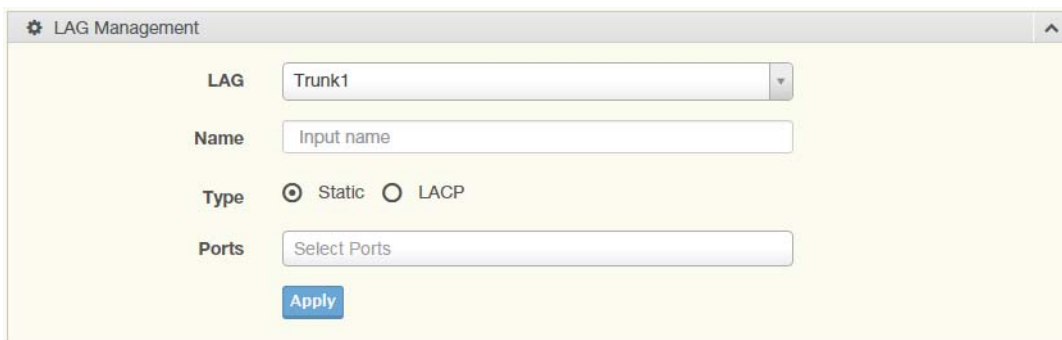 LAG Management
LAG Trunk1
Name Input name
Type Static LACP
Ports Select Ports
Apply